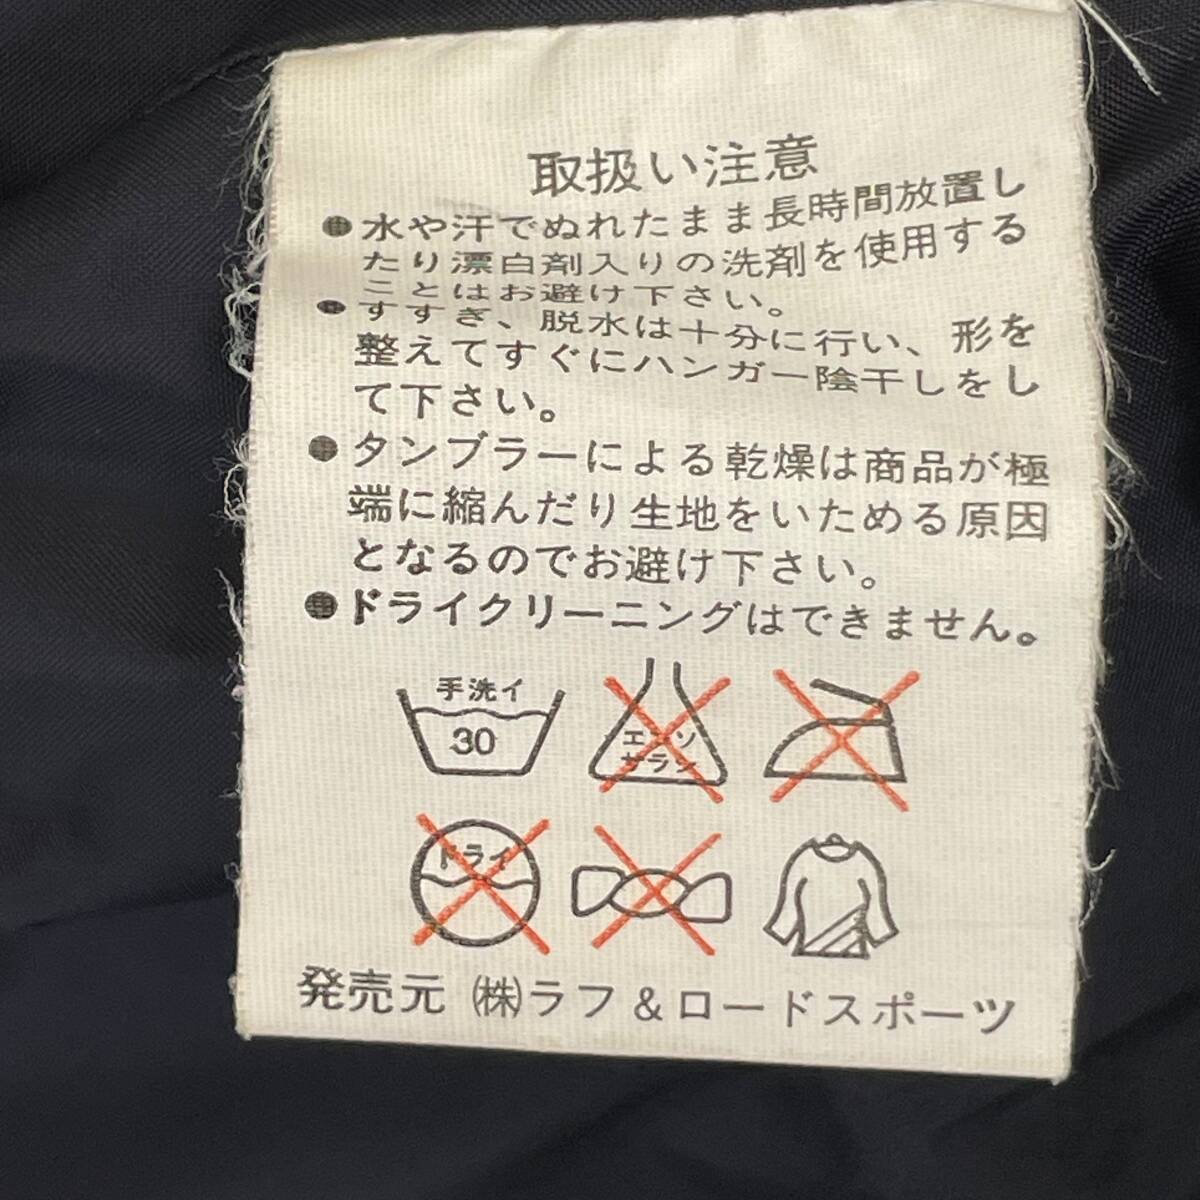 取扱い注意
●水や汗でぬれたまま長時間放置し
たり漂白剤入りの洗剤を使用する
ことはお避け下さい。
●すすぎ、脱水は十分に行い、形を
整えてすぐにハンガー陰干しをし
て下さい。
●タンブラーによる乾燥は商品が極
端に縮んだり生地をいためる原因
となるのでお避け下さい。
●ドライクリーニングはできません。
手洗イ
30
エンソ
サラシ
ドライ
発売元 ㈱ラフ&ロードスポーツ